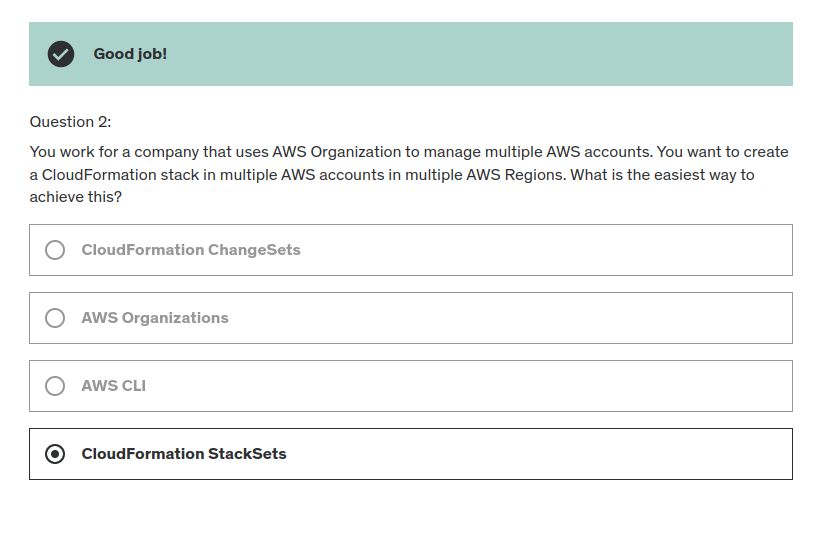 Good job!
Question 2:
You work for a company that uses AWS Organization to manage multiple AWS accounts. You want to create
a CloudFormation stack in multiple AWS accounts in multiple AWS Regions. What is the easiest way to
achieve this?
CloudFormation ChangeSets
AWS Organizations
AWS CLI
CloudFormation StackSets